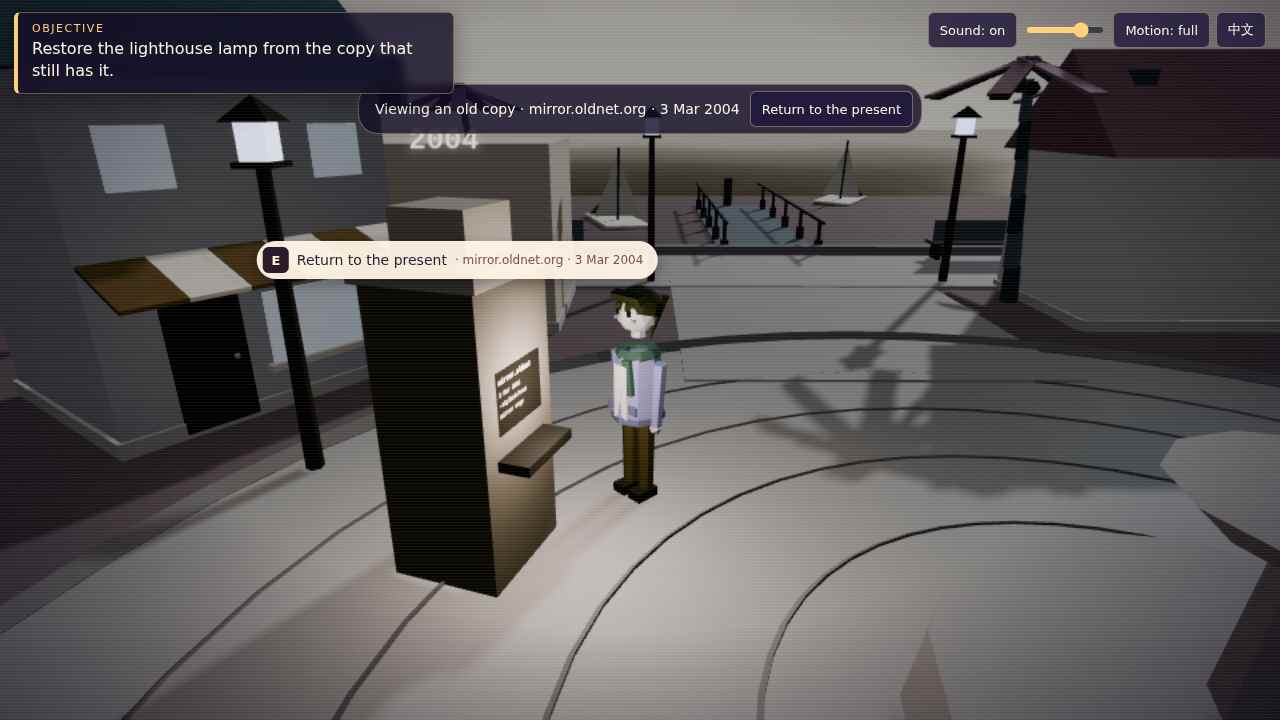 OBJECTIVE
Restore the lighthouse lamp from the copy that
still has it.
Sound: on
Motion: full
中文
Viewing an old copy · mirror.oldnet.org · 3 Mar 2004
Return to the present
2004
E Return to the present · mirror.oldnet.org · 3 Mar 2004